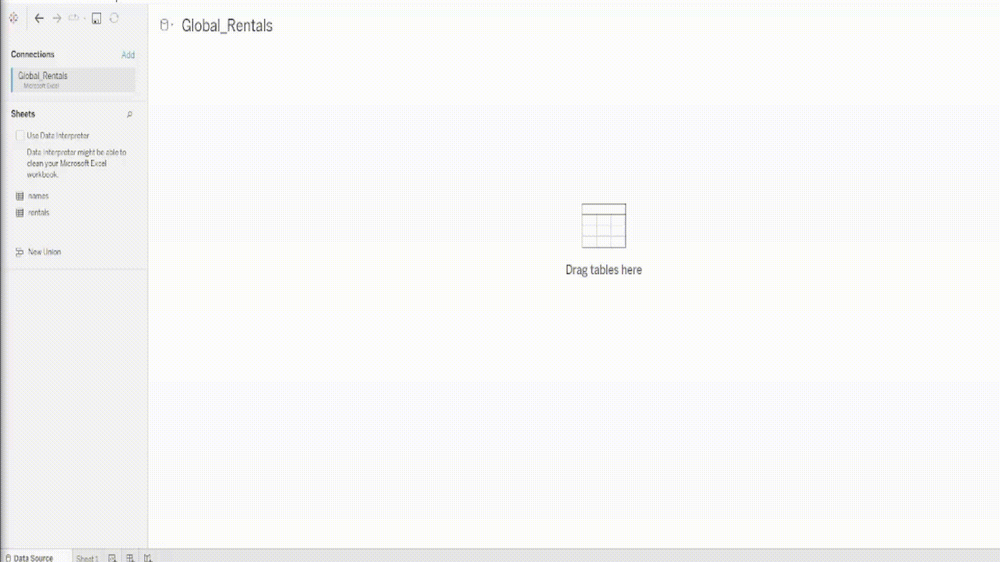 Global_Rentals
Connections
Add
Global_Rentals
Microsoft Excel
Sheets
Use Data Interpreter
Data Interpreter might be able to
clean your Microsoft Excel
workbook.
names
rentals
New Union
Drag tables here
Data Source
Sheet 1